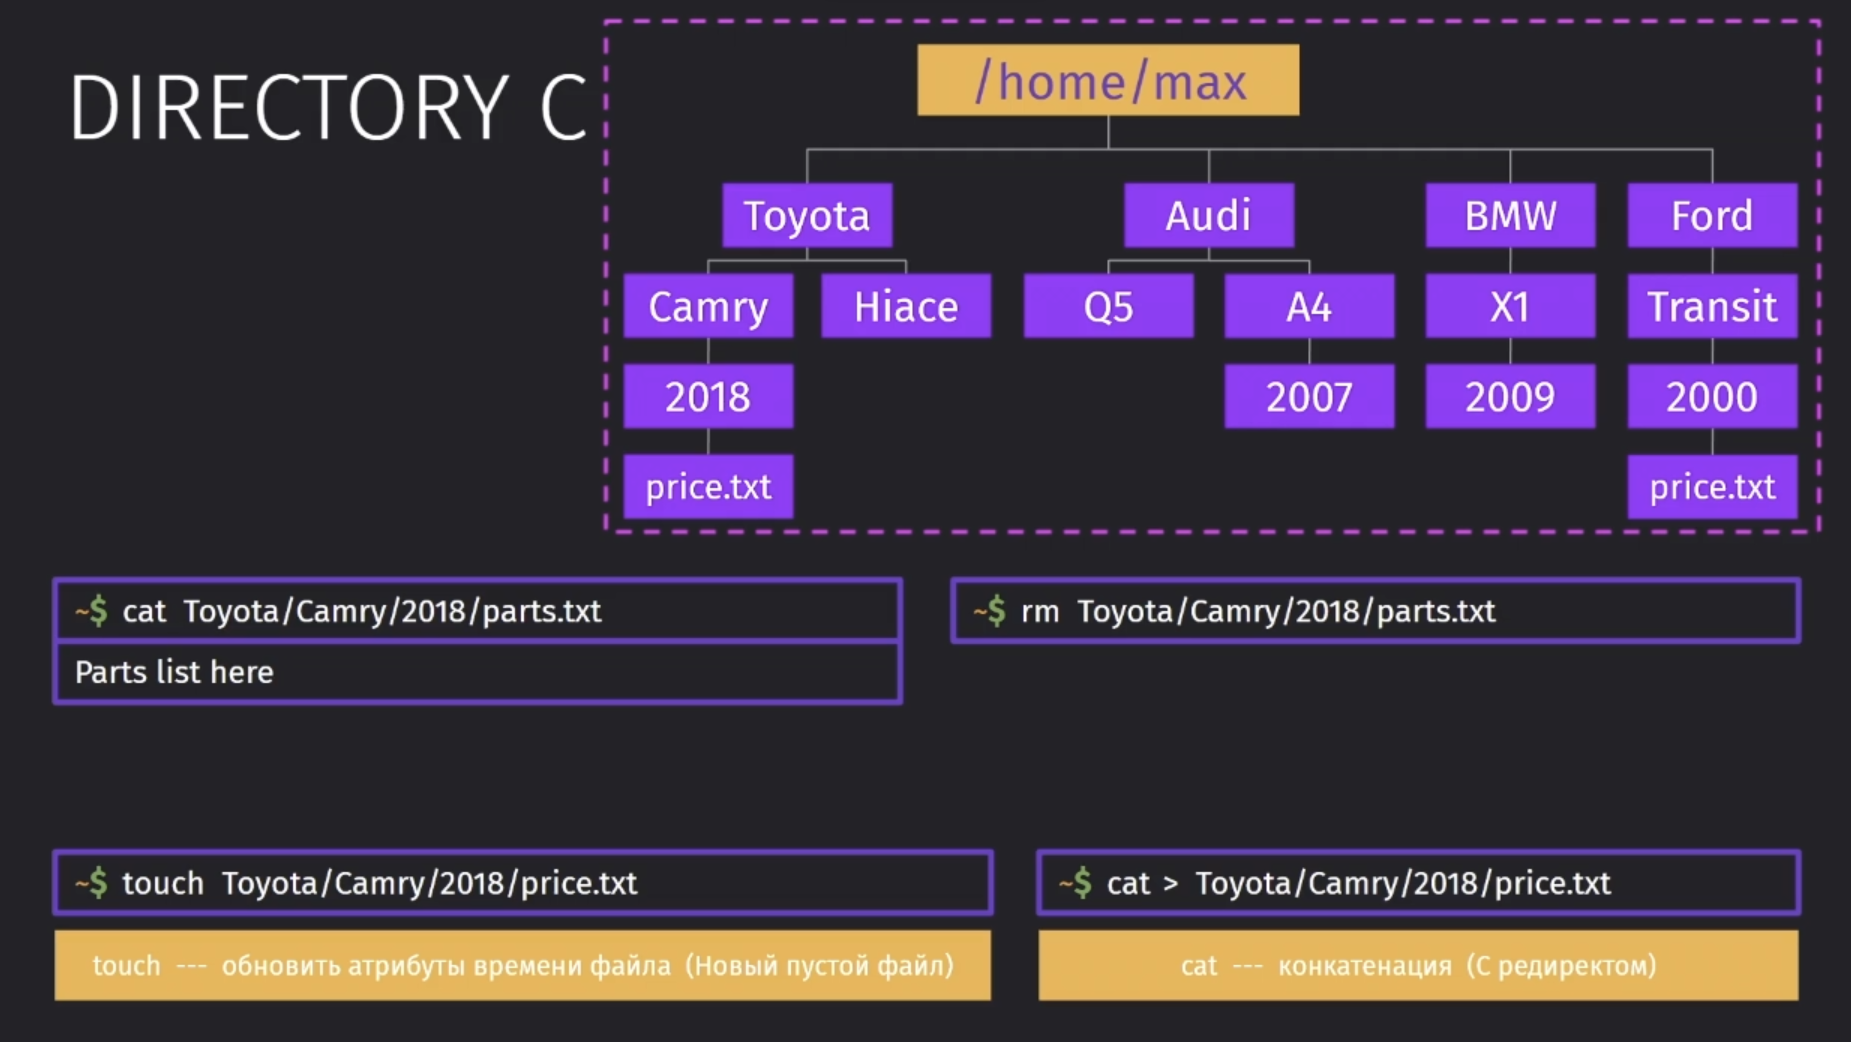 DIRECTORY C
/home/max
Toyota Audi BMW Ford
Camry Hiace Q5 A4 X1 Transit
2018 2007 2009 2000
price.txt price.txt
~$ cat Toyota/Camry/2018/parts.txt
Parts list here
~$ rm Toyota/Camry/2018/parts.txt
~$ touch Toyota/Camry/2018/price.txt
touch --- обновить атрибуты времени файла (Новый пустой файл)
~$ cat > Toyota/Camry/2018/price.txt
cat --- конкатенация (С редиректом)